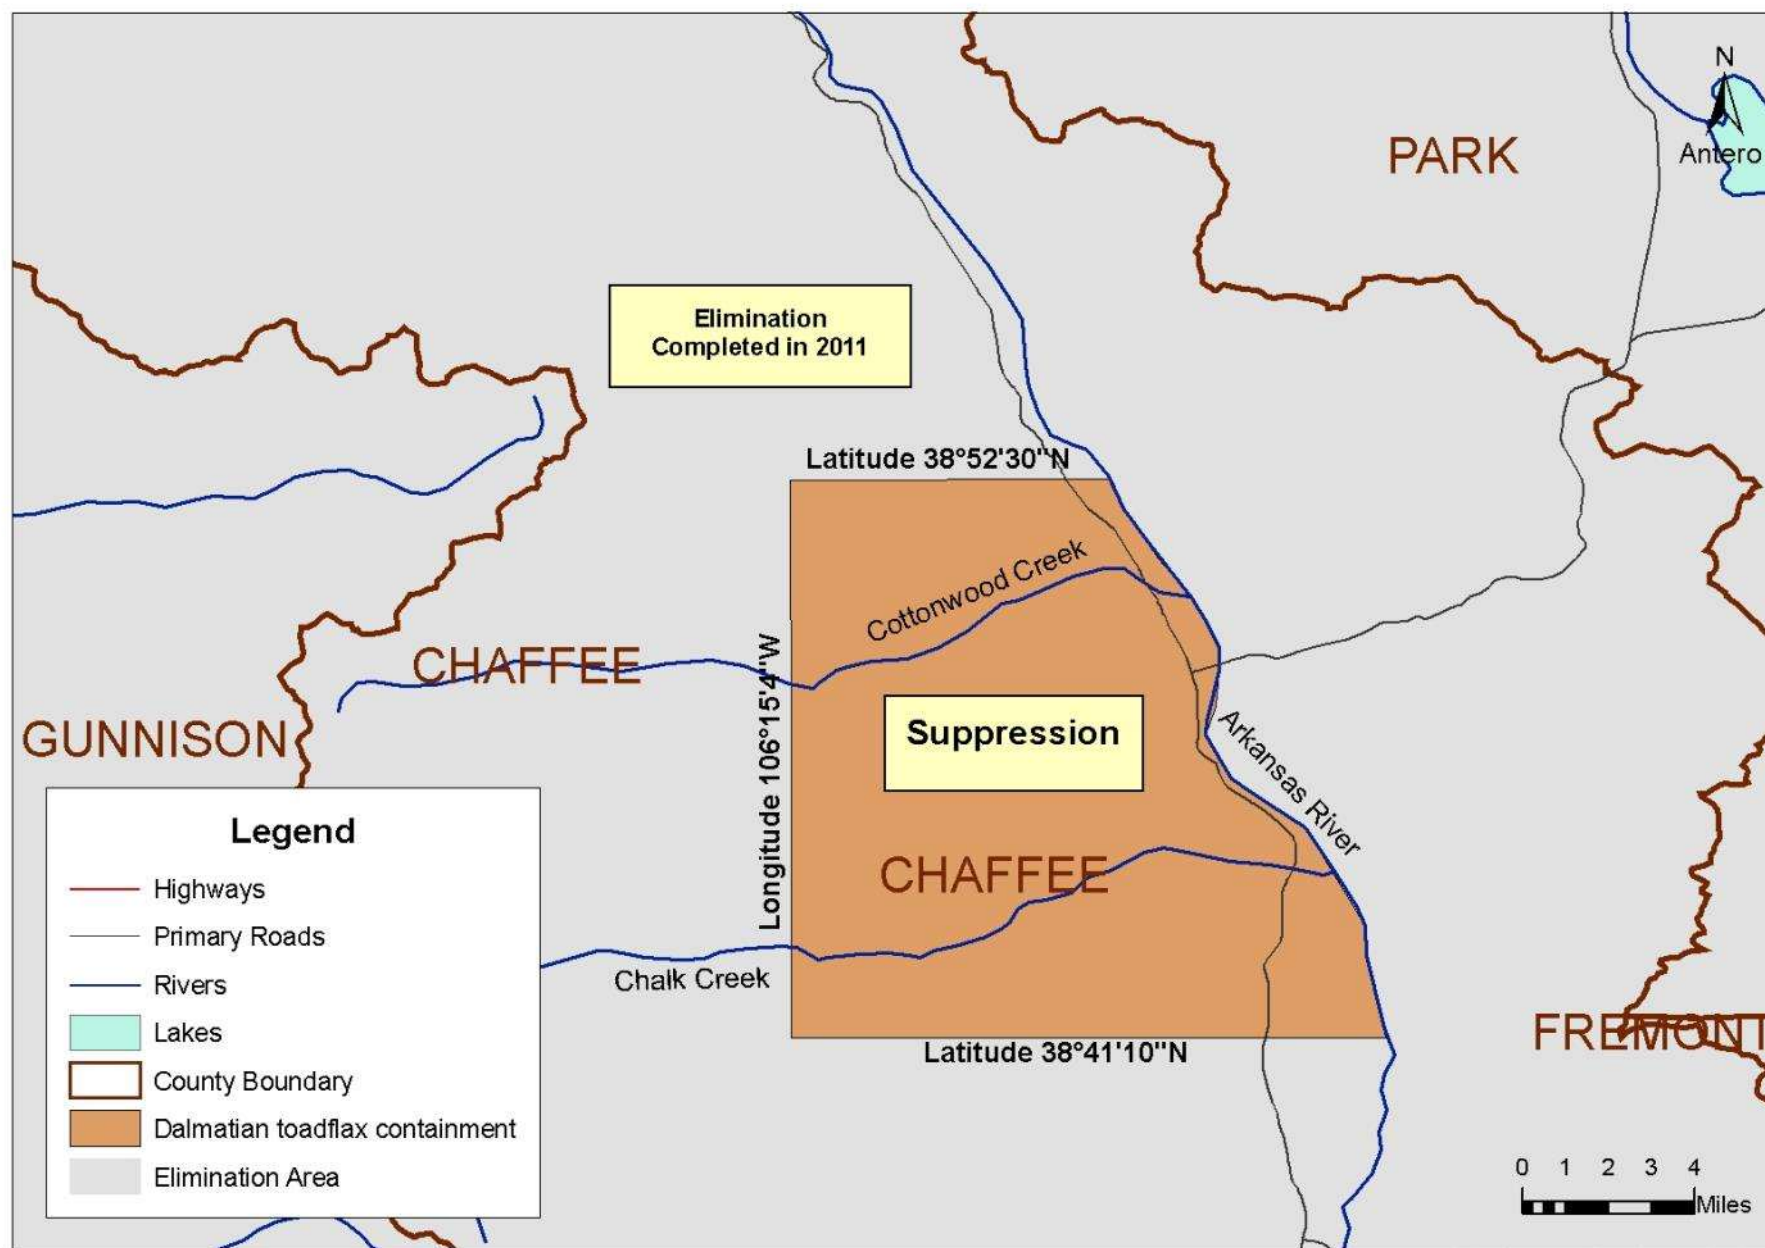 N
PARK
Antero
Elimination
Completed in 2011
Latitude 38°52'30"N
Cottonwood Creek
CHAFFEE
Longitude 106°15'4"W
GUNNISON
Suppression
Arkansas River
CHAFFEE
Chalk Creek
Latitude 38°41'10"N
FREMONT
Legend
Highways
Primary Roads
Rivers
Lakes
County Boundary
Dalmatian toadflax containment
Elimination Area
0 1 2 3 4
Miles